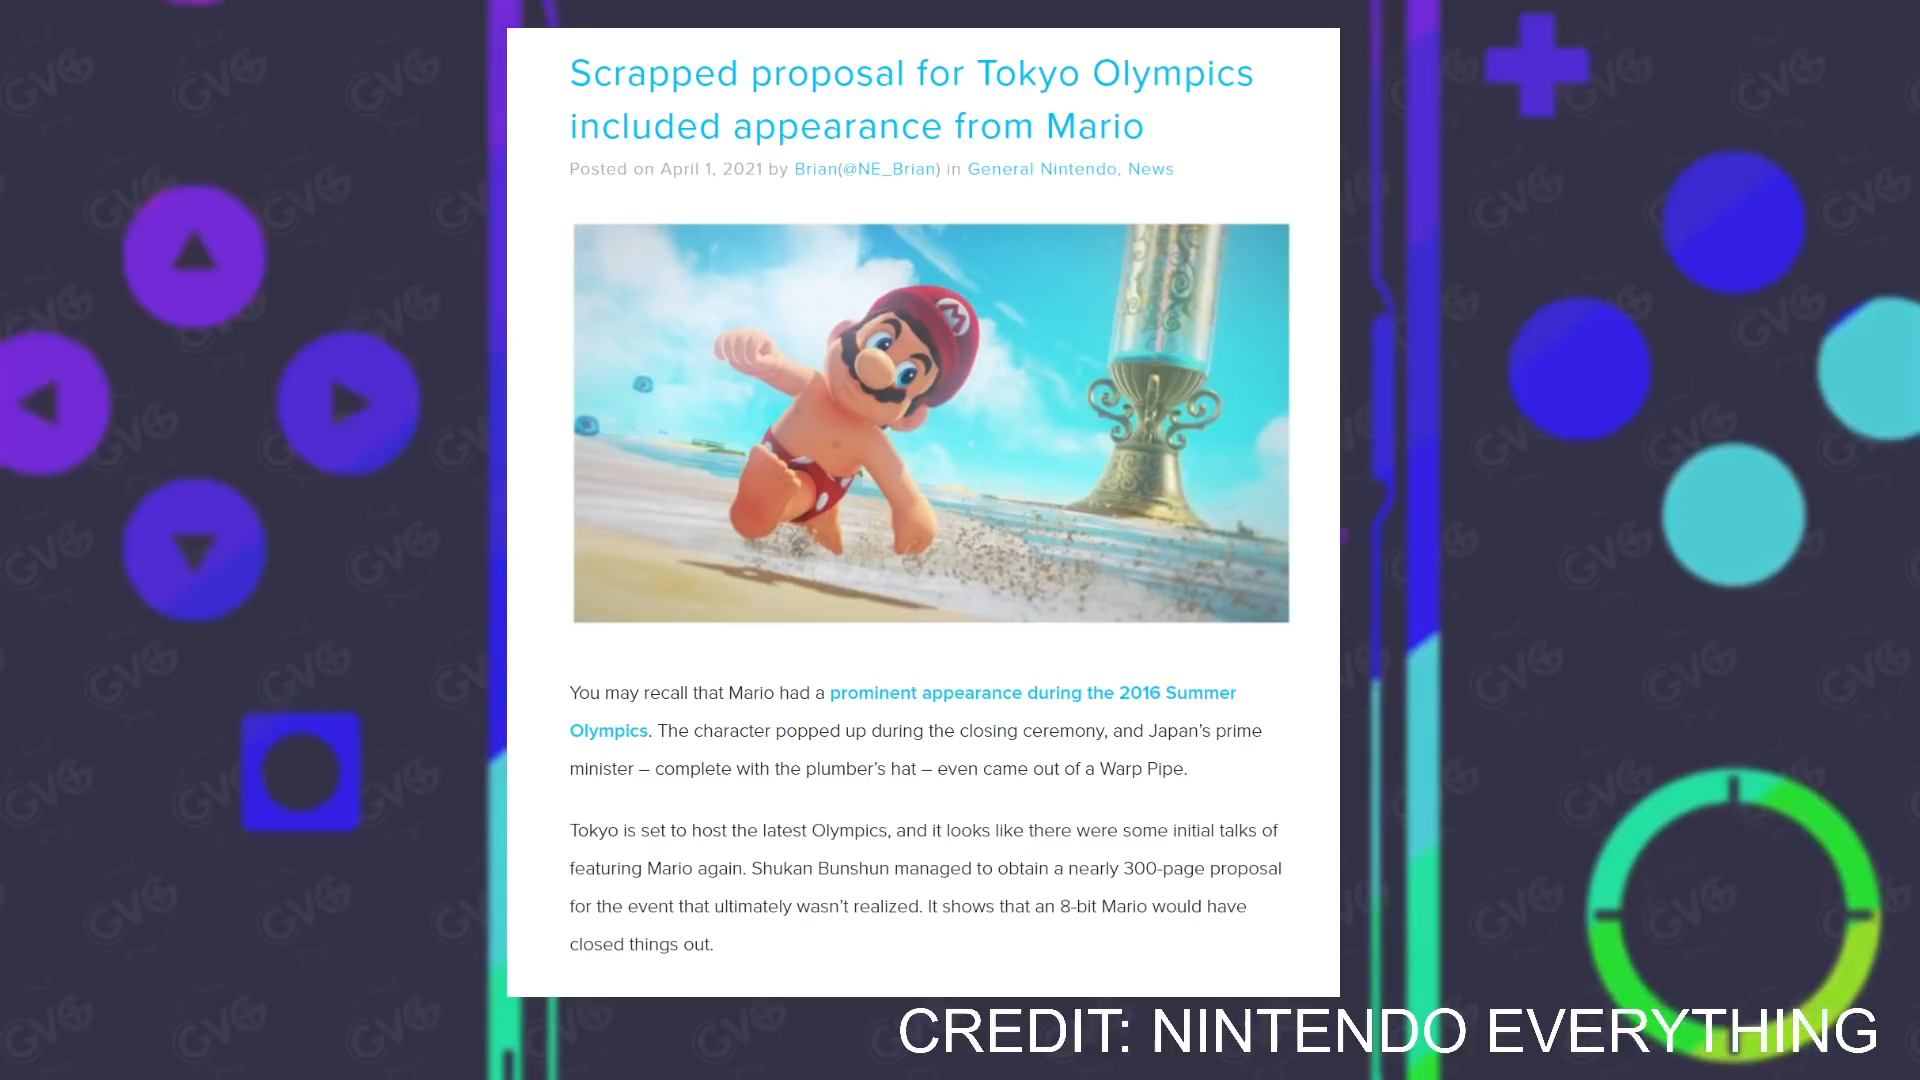 Scrapped proposal for Tokyo Olympics
included appearance from Mario
Posted on April 1, 2021 by Brian(@NE_Brian) in General Nintendo, News
M
You may recall that Mario had a prominent appearance during the 2016 Summer
Olympics. The character popped up during the closing ceremony, and Japan’s prime
minister – complete with the plumber’s hat – even came out of a Warp Pipe.
Tokyo is set to host the latest Olympics, and it looks like there were some initial talks of
featuring Mario again. Shukan Bunshun managed to obtain a nearly 300-page proposal
for the event that ultimately wasn’t realized. It shows that an 8-bit Mario would have
closed things out.
CREDIT: NINTENDO EVERYTHING